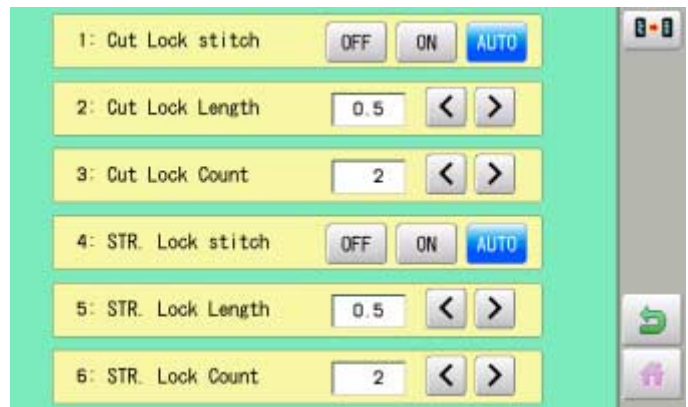 1: Cut Lock stitch OFF ON AUTO
2: Cut Lock Length 0.5 < >
3: Cut Lock Count 2 < >
4: STR. Lock stitch OFF ON AUTO
5: STR. Lock Length 0.5 < >
6: STR. Lock Count 2 < >